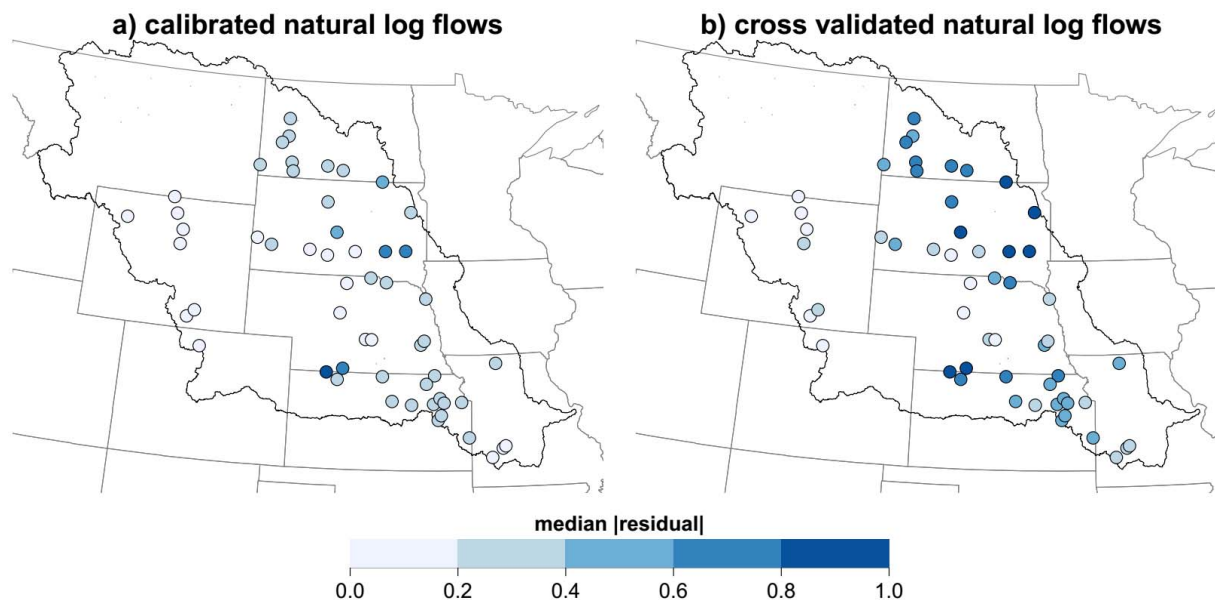 a) calibrated natural log flows
b) cross validated natural log flows
median |residual|
0.0 0.2 0.4 0.6 0.8 1.0